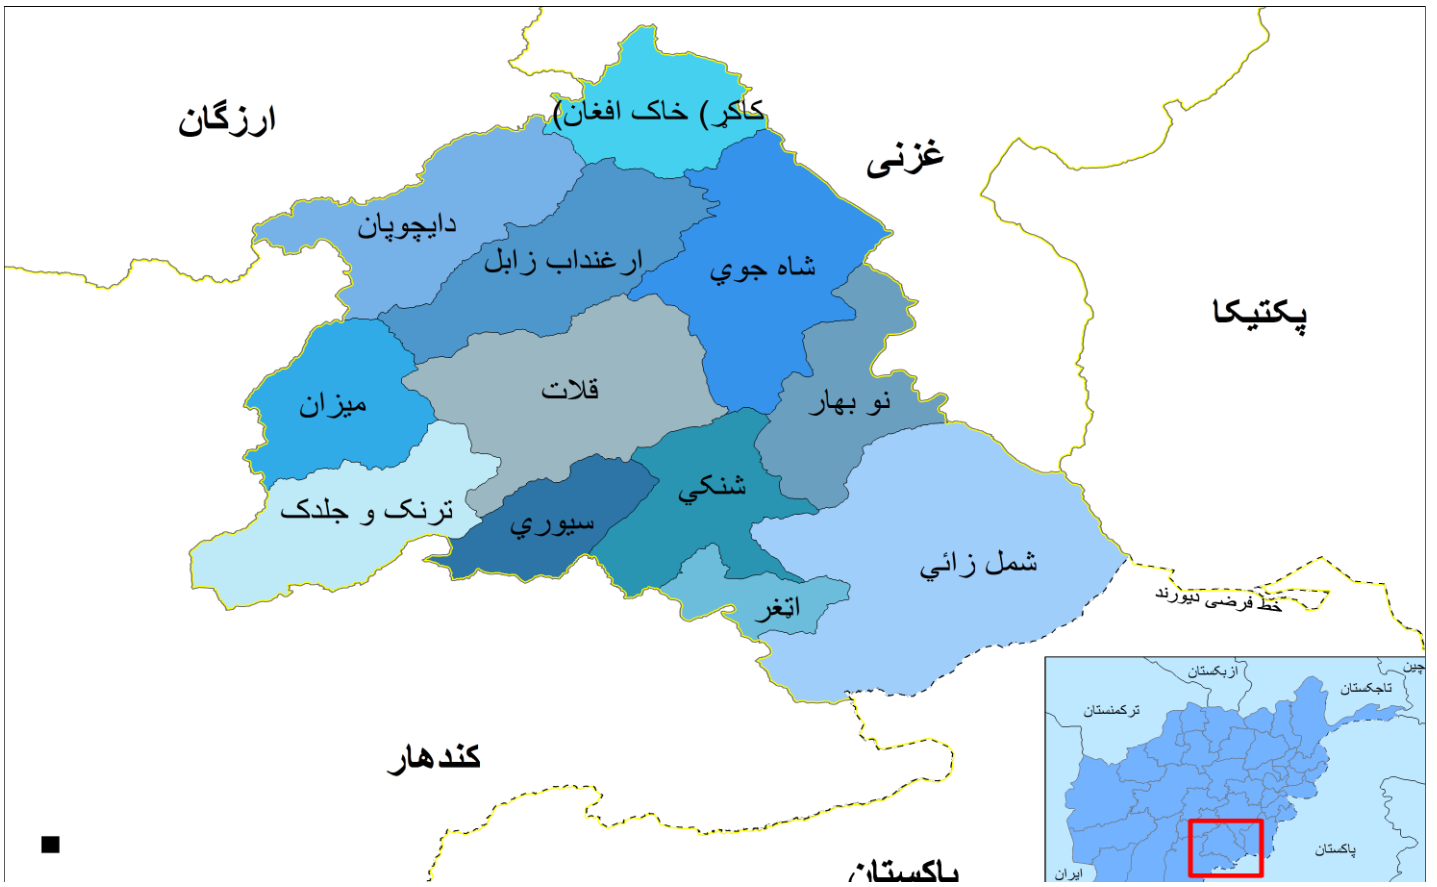 کاکړ) خاک افغان)
ارزگان
غزنی
دایچوپان
ارغنداب زابل
شاه جوي
پکتیکا
قلات
میزان
نو بهار
شنکي
ترنک و جلدک
سیوري
شمل زائي
اتغر
خط فرضی دیورند
کندهار
پاکستان
چین
ازبکستان
تاجکستان
ترکمنستان
پاکستان
ایران